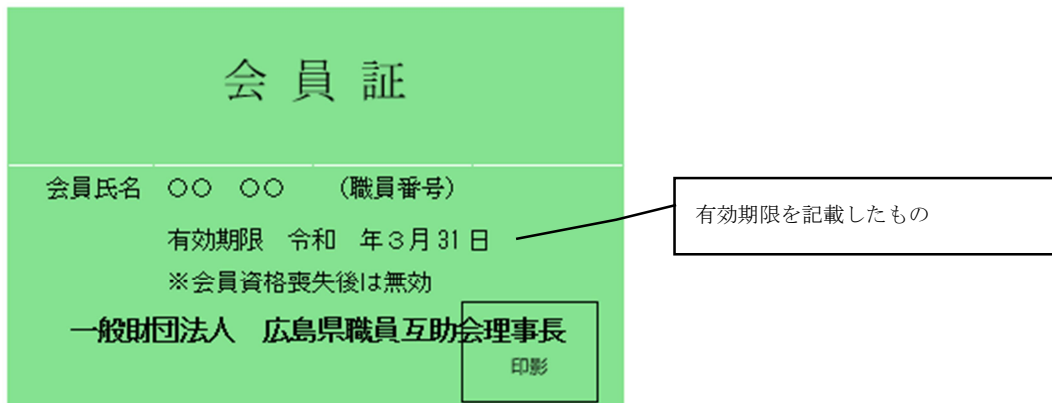 会員証
会員氏名 ○○ ○○ (職員番号)
有効期限 令和 年3月31日
※会員資格喪失後は無効
一般財団法人 広島県職員互助会理事長
印影
有効期限を記載したもの